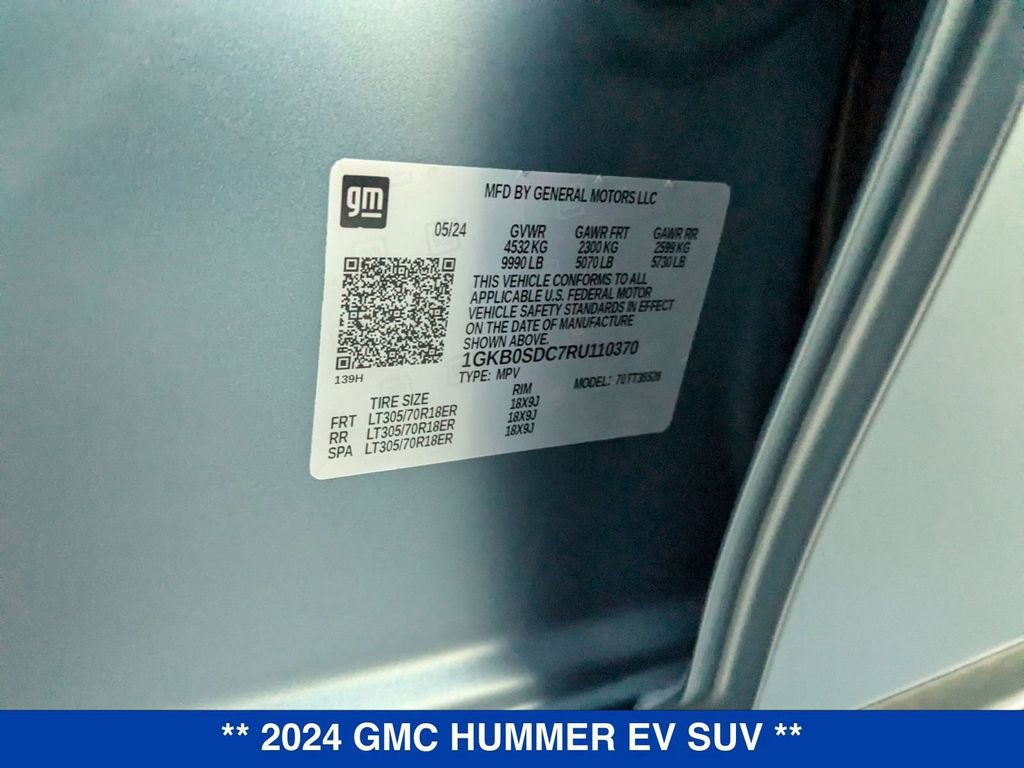 gm
MFD BY GENERAL MOTORS LLC
05/24 GVWR GAWR FRT GAWR RR
4532 KG 2300 KG 2599 KG
9990 LB 5070 LB 5730 LB
THIS VEHICLE CONFORMS TO ALL
APPLICABLE U.S. FEDERAL MOTOR
VEHICLE SAFETY STANDARDS IN EFFECT
ON THE DATE OF MANUFACTURE
SHOWN ABOVE.
1GKB0SDC7RU110370
139H
TYPE: MPV MODEL:
TIRE SIZE RIM
FRT LT305/70R18ER 18X9J
RR LT305/70R18ER 18X9J
SPA LT305/70R18ER 18X9J
** 2024 GMC HUMMER EV SUV **